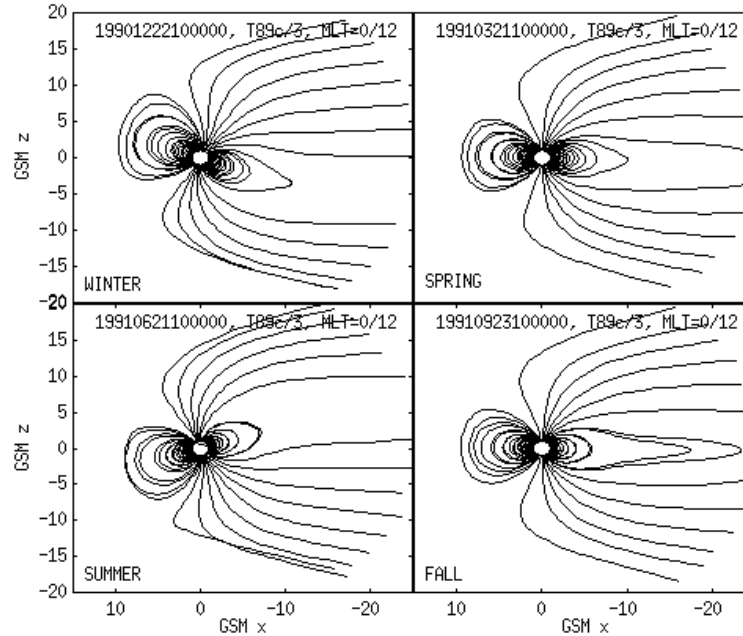 20
15
10
5
0
-5
-10
-15
-20
GSM z
19901222100000, T89c/3, MLT=0/12
WINTER
19910321100000, T89c/3, MLT=0/12
SPRING
20
15
10
5
0
-5
-10
-15
-20
GSM z
19910621100000, T89c/3, MLT=0/12
SUMMER
19910923100000, T89c/3, MLT=0/12
FALL
10 0 -10 -20
GSM x
10 0 -10 -20
GSM x